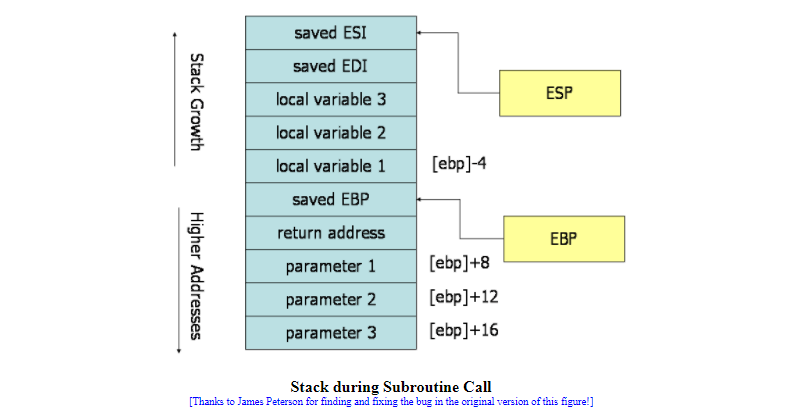 saved ESI
saved EDI
local variable 3
local variable 2
local variable 1
saved EBP
return address
parameter 1
parameter 2
parameter 3
Stack Growth
Higher Addresses
ESP
EBP
[ebp]-4
[ebp]+8
[ebp]+12
[ebp]+16
Stack during Subroutine Call
[Thanks to James Peterson for finding and fixing the bug in the original version of this figure!]